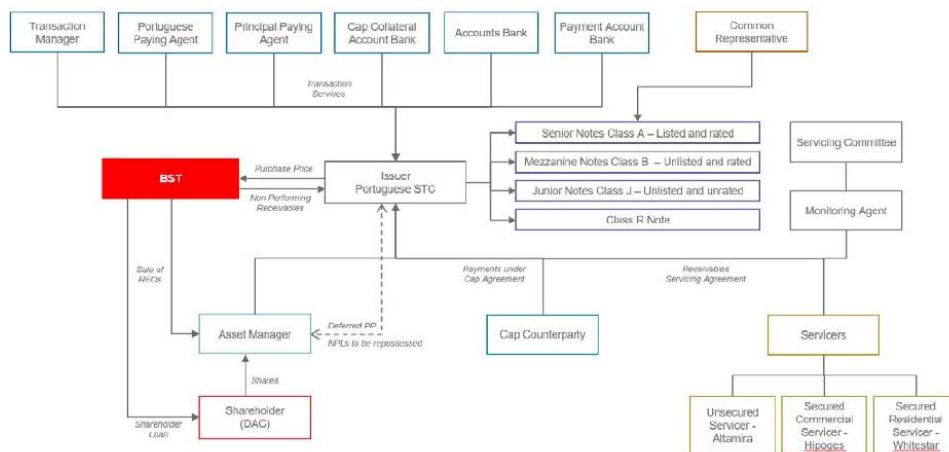 Transaction
Manager
Portuguese
Paying Agent
Principal
Paying Agent
Cap Collateral
Account Bank
Accounts Bank
Payment Account
Bank
Common
Representative
Transaction
Services
Senior Notes Class A – Listed and rated
Mezzanine Notes Class B – Unlisted and rated
Junior Notes Class J – Unlisted and unrated
Class R Note
Servicing Committee
Monitoring Agent
BST
Purchase Price
Non Performing
Receivables
Issuer
Portuguese STC
Sale of
REOs
Payments under
Cap Agreement
Receivables
Servicing Agreement
Asset Manager
Deferred PP
NPLs to be repossessed
Cap Counterparty
Servicers
Shares
Shareholder
Loan
Shareholder
(DAC)
Unsecured
Servicer -
Altamira
Secured
Commercial
Servicer -
Hipoges
Secured
Residential
Servicer -
Whitestar